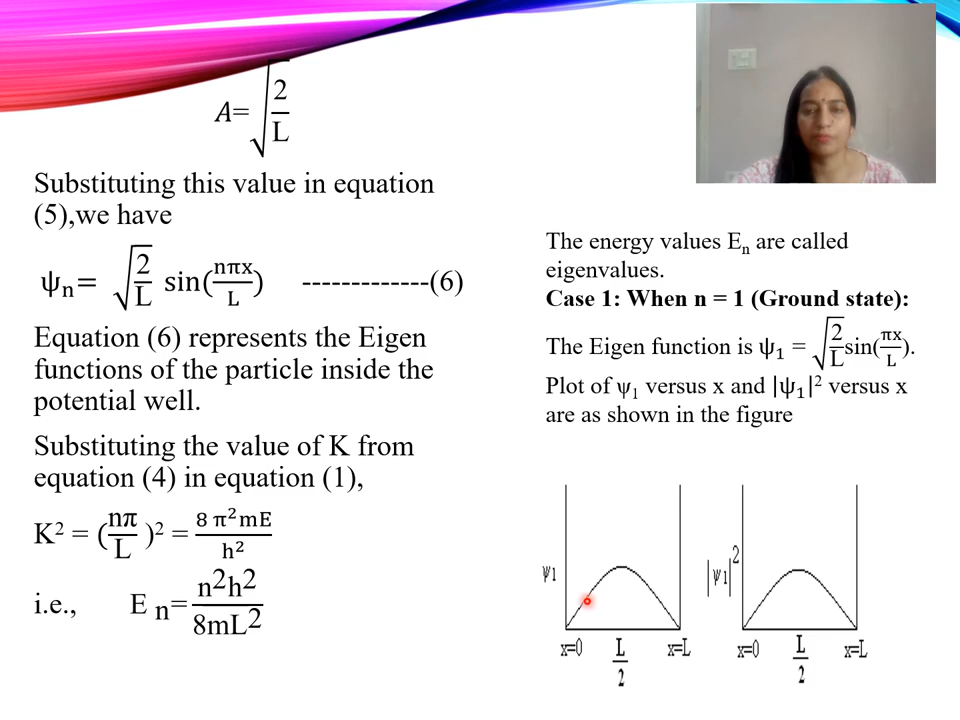 A= √(2/L)
Substituting this value in equation
(5),we have
ψn= √(2/L) sin(nπx/L) -------------(6)
Equation (6) represents the Eigen
functions of the particle inside the
potential well.
Substituting the value of K from
equation (4) in equation (1),
K² = (nπ/L )² = 8 π²mE/h²
i.e., E n= n2h2/8mL2
The energy values En are called
eigenvalues.
Case 1: When n = 1 (Ground state):
The Eigen function is ψ₁ = √(2/L)sin(πx/L).
Plot of ψ₁ versus x and |ψ₁|² versus x
are as shown in the figure
ψ1
x=0 L/2 x=L
|ψ1|²
x=0 L/2 x=L